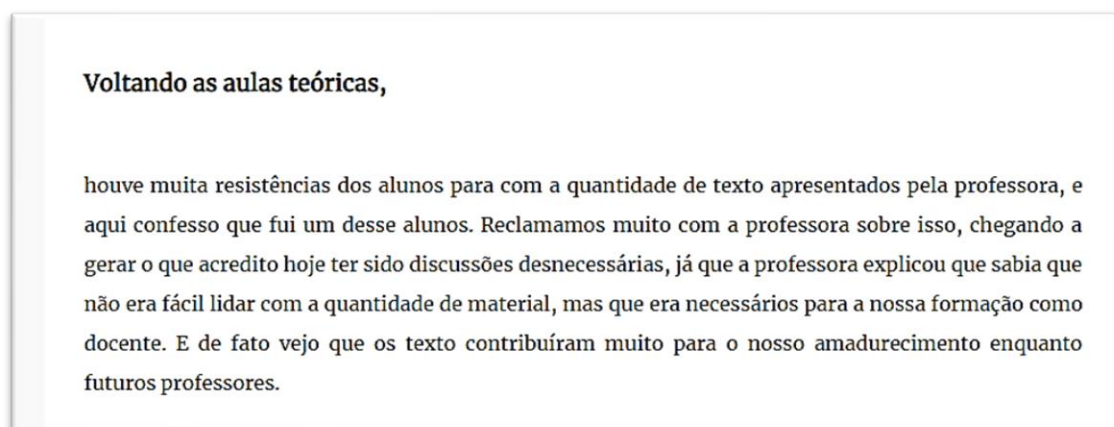 Voltando as aulas teóricas,
houve muita resistências dos alunos para com a quantidade de texto apresentados pela professora, e
aqui confesso que fui um desse alunos. Reclamamos muito com a professora sobre isso, chegando a
gerar o que acredito hoje ter sido discussões desnecessárias, já que a professora explicou que sabia que
não era fácil lidar com a quantidade de material, mas que era necessários para a nossa formação como
docente. E de fato vejo que os texto contribuíram muito para o nosso amadurecimento enquanto
futuros professores.